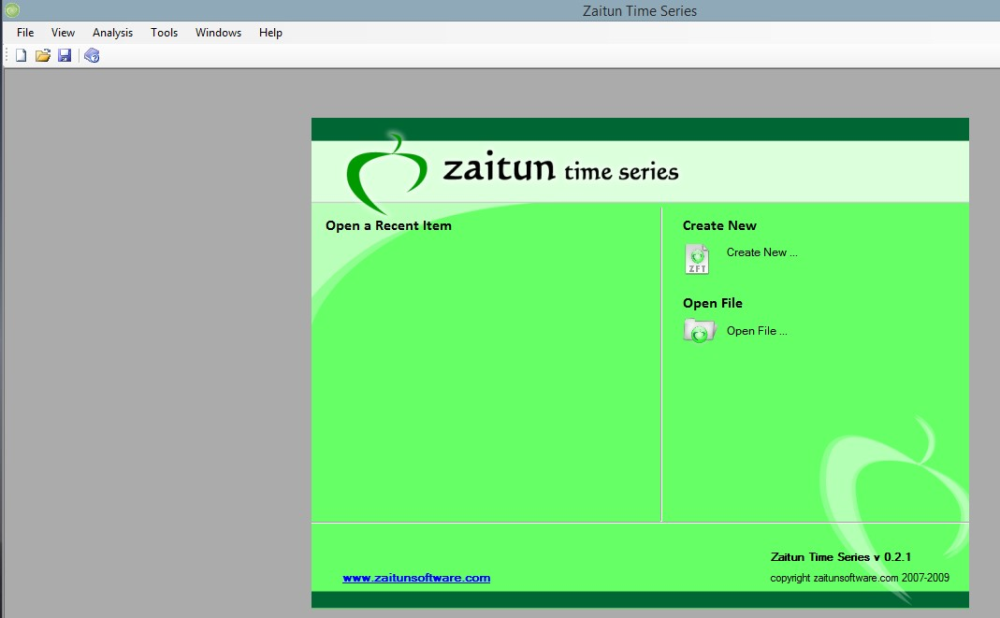 Zaitun Time Series
File View Analysis Tools Windows Help
zaitun time series
Open a Recent Item
Create New
ZFT
Create New ...
Open File
Open File ...
Zaitun Time Series v 0.2.1
www.zaitunsoftware.com
copyright zaitunsoftware.com 2007-2009